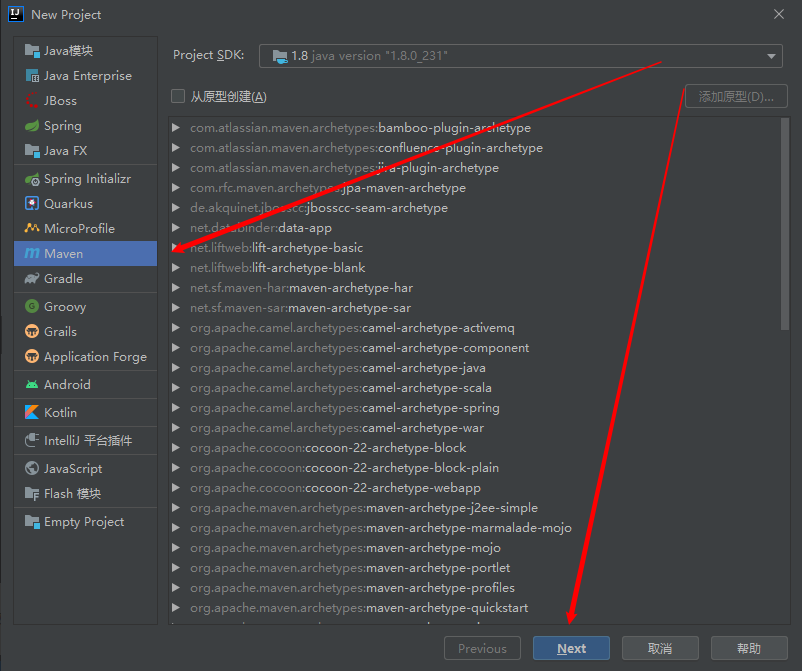 New Project
Java模块
Java Enterprise
JBoss
Spring
Java FX
Spring Initializr
Quarkus
MicroProfile
Maven
Gradle
Groovy
Grails
Application Forge
Android
Kotlin
IntelliJ 平台插件
JavaScript
Flash 模块
Empty Project
Project SDK:
1.8 java version "1.8.0_231"
从原型创建(A)
添加原型(D)...
com.atlassian.maven.archetypes:bamboo-plugin-archetype
com.atlassian.maven.archetypes:confluence-plugin-archetype
com.atlassian.maven.archetypes:jira-plugin-archetype
com.rfc.maven.archetypes:jpa-maven-archetype
de.akquinet.jbosscc:jbosscc-seam-archetype
net.databinder:data-app
net.liftweb:lift-archetype-basic
net.liftweb:lift-archetype-blank
net.sf.maven-har:maven-archetype-har
net.sf.maven-sar:maven-archetype-sar
org.apache.camel.archetypes:camel-archetype-activemq
org.apache.camel.archetypes:camel-archetype-component
org.apache.camel.archetypes:camel-archetype-java
org.apache.camel.archetypes:camel-archetype-scala
org.apache.camel.archetypes:camel-archetype-spring
org.apache.camel.archetypes:camel-archetype-war
org.apache.cocoon:cocoon-22-archetype-block
org.apache.cocoon:cocoon-22-archetype-block-plain
org.apache.cocoon:cocoon-22-archetype-webapp
org.apache.maven.archetypes:maven-archetype-j2ee-simple
org.apache.maven.archetypes:maven-archetype-marmalade-mojo
org.apache.maven.archetypes:maven-archetype-mojo
org.apache.maven.archetypes:maven-archetype-portlet
org.apache.maven.archetypes:maven-archetype-profiles
org.apache.maven.archetypes:maven-archetype-quickstart
Previous
Next
取消
帮助